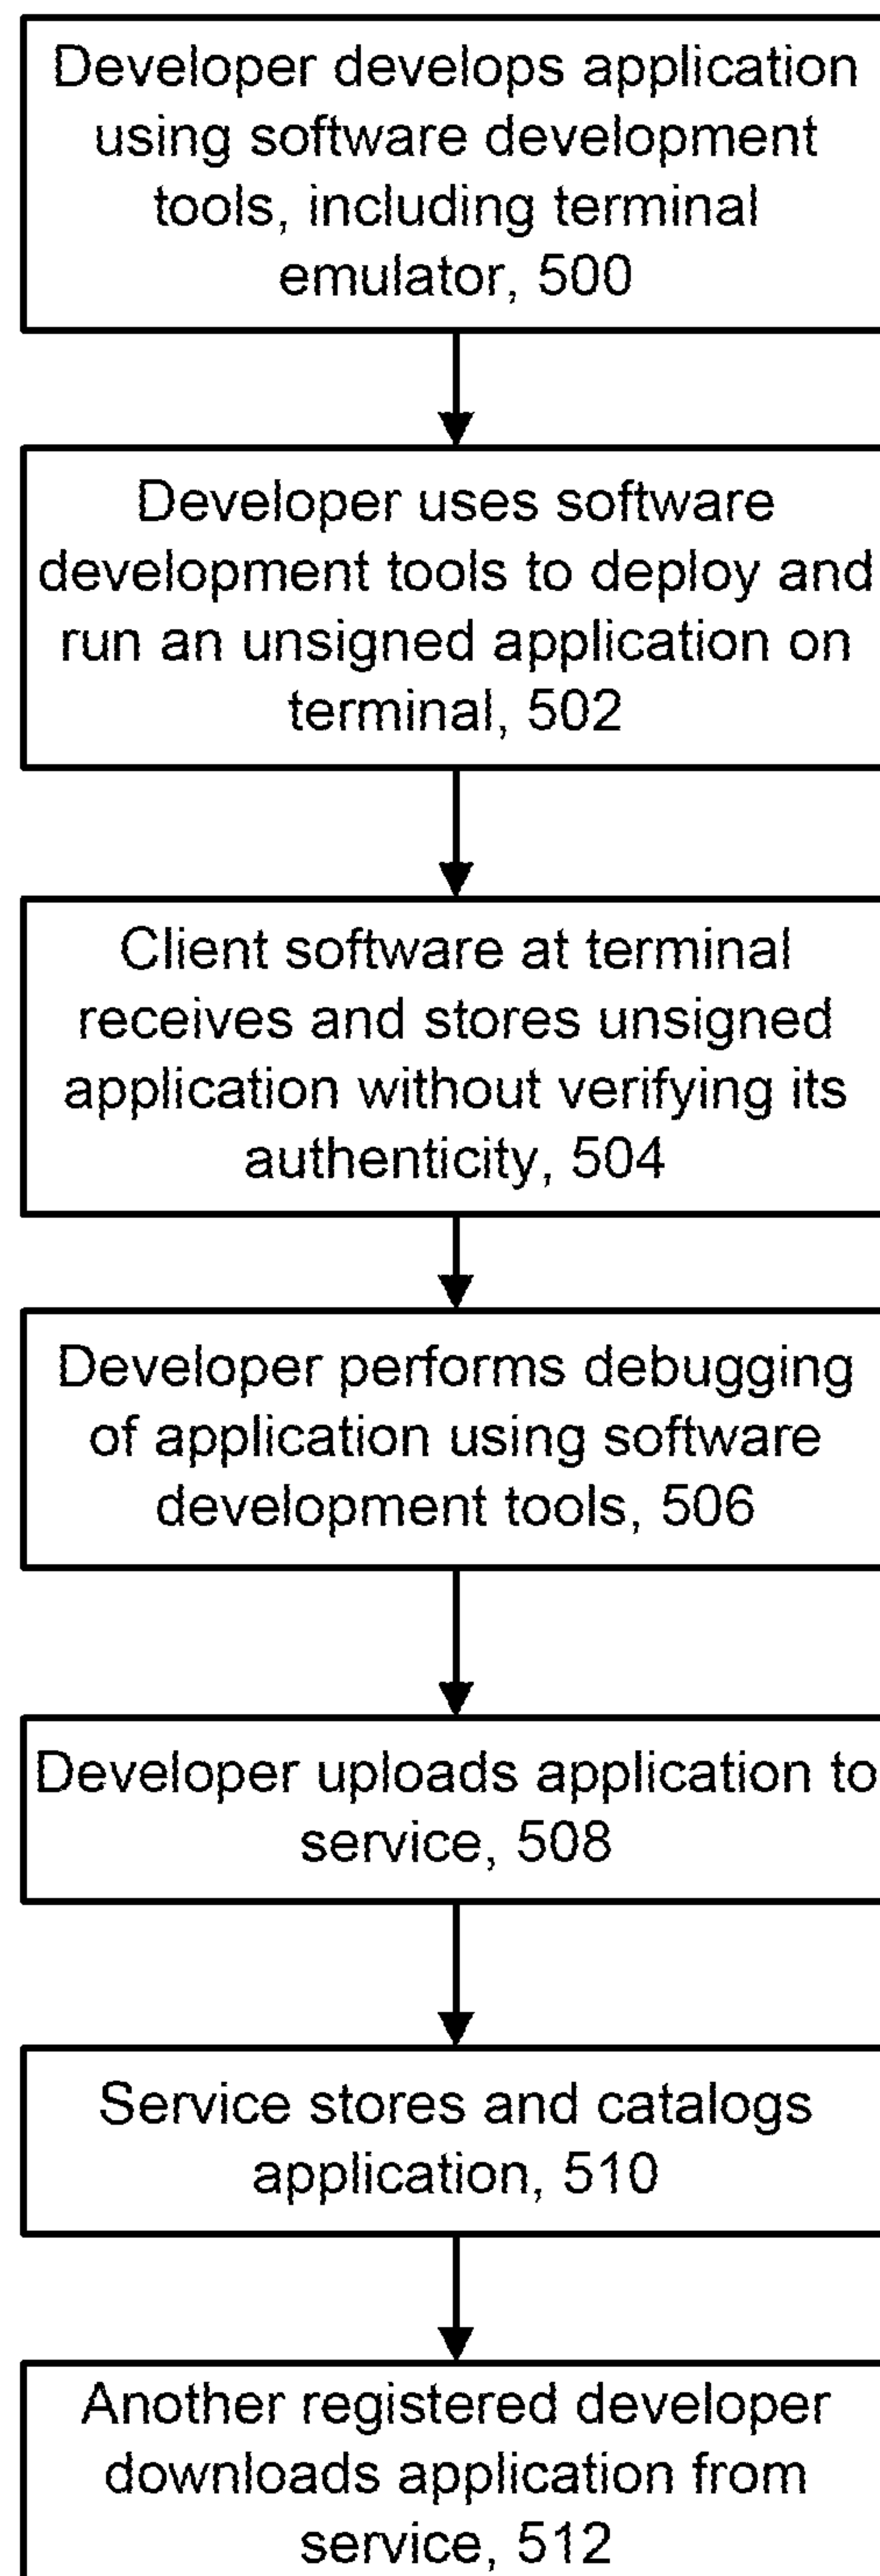 Developer develops application
using software development
tools, including terminal
emulator, 500
Developer uses software
development tools to deploy and
run an unsigned application on
terminal, 502
Client software at terminal
receives and stores unsigned
application without verifying its
authenticity, 504
Developer performs debugging
of application using software
development tools, 506
Developer uploads application to
service, 508
Service stores and catalogs
application, 510
Another registered developer
downloads application from
service, 512